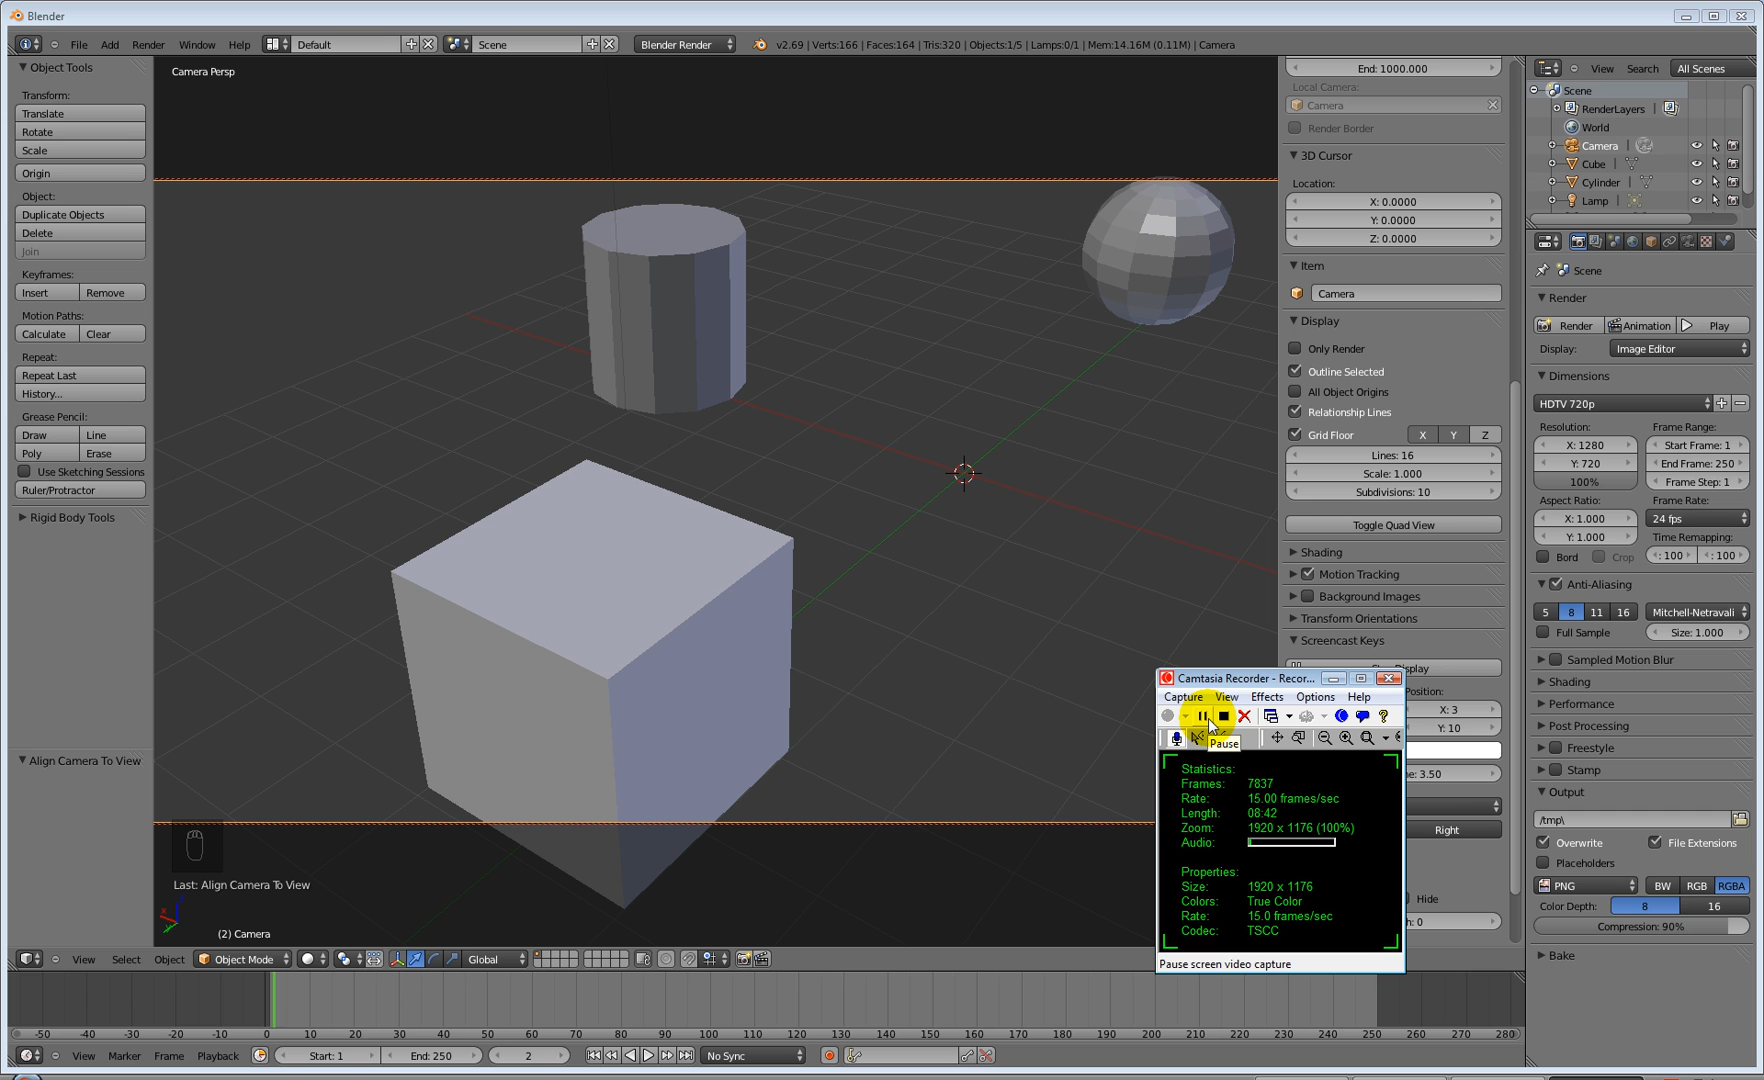 Blender
File Add Render Window Help Default Scene Blender Render v2.69 | Verts:166 | Faces:164 | Tris:320 | Objects:1/5 | Lamps:0/1 | Mem:14.16M (0.11M) | Camera
Object Tools
Transform:
Translate
Rotate
Scale
Origin
Object:
Duplicate Objects
Delete
Join
Keyframes:
Insert Remove
Motion Paths:
Calculate Clear
Repeat:
Repeat Last
History...
Grease Pencil:
Draw Line
Poly Erase
Use Sketching Sessions
Ruler/Protractor
Rigid Body Tools
Align Camera To View
Camera Persp
Last: Align Camera To View
(2) Camera
End: 1000.000
Local Camera:
Camera
Render Border
3D Cursor
Location:
X: 0.0000
Y: 0.0000
Z: 0.0000
Item
Camera
Display
Only Render
Outline Selected
All Object Origins
Relationship Lines
Grid Floor X Y Z
Lines: 16
Scale: 1.000
Subdivisions: 10
Toggle Quad View
Shading
Motion Tracking
Background Images
Transform Orientations
Screencast Keys
Display
Position:
X: 3
Y: 10
3.50
Right
Hide
0
Camtasia Recorder - Recor...
Capture View Effects Options Help
Pause
Statistics:
Frames: 7837
Rate: 15.00 frames/sec
Length: 08:42
Zoom: 1920 x 1176 (100%)
Audio:
Properties:
Size: 1920 x 1176
Colors: True Color
Rate: 15.0 frames/sec
Codec: TSCC
Pause screen video capture
View Search All Scenes
Scene
RenderLayers
World
Camera
Cube
Cylinder
Lamp
Scene
Render
Render Animation Play
Display: Image Editor
Dimensions
HDTV 720p
Resolution: Frame Range:
X: 1280 Start Frame: 1
Y: 720 End Frame: 250
100% Frame Step: 1
Aspect Ratio: Frame Rate:
X: 1.000 24 fps
Y: 1.000 Time Remapping:
Bord Crop : 100 : 100
Anti-Aliasing
5 8 11 16 Mitchell-Netravali
Full Sample Size: 1.000
Sampled Motion Blur
Shading
Performance
Post Processing
Freestyle
Stamp
Output
/tmp\
Overwrite File Extensions
Placeholders
PNG BW RGB RGBA
Color Depth: 8 16
Compression: 90%
Bake
View Select Object Object Mode Global
-50 -40 -30 -20 -10 0 10 20 30 40 50 60 70 80 90 100 110 120 130 140 150 160 170 180 190 200 210 220 230 240 250 260 270 280
View Marker Frame Playback Start: 1 End: 250 2 No Sync